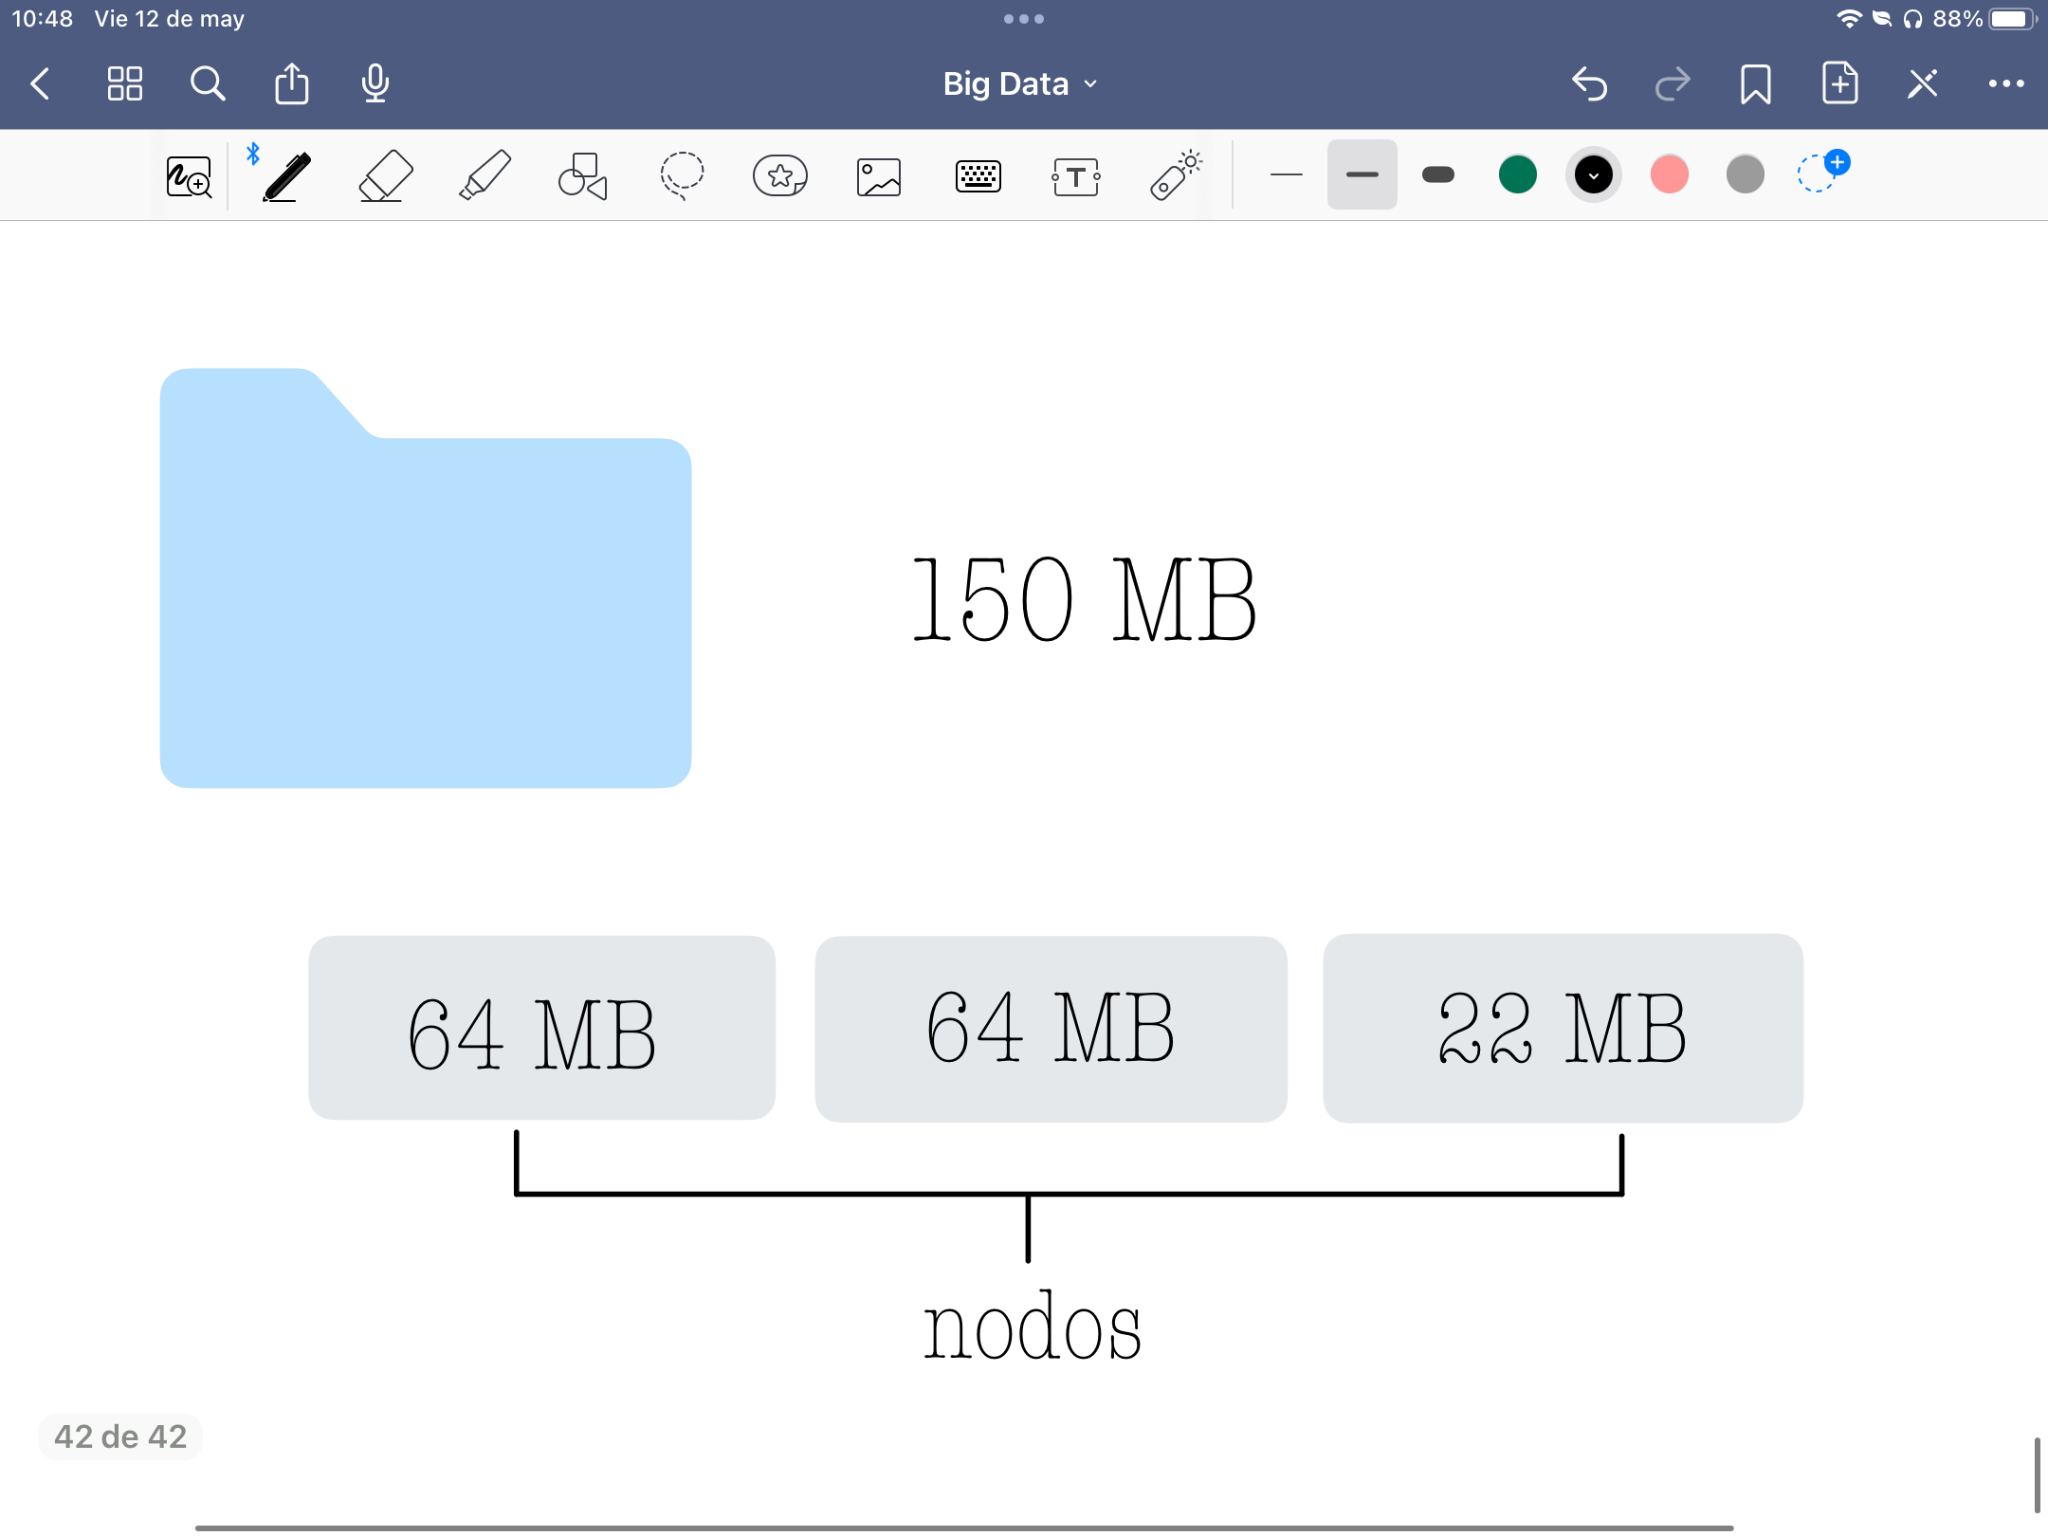 10:48 Vie 12 de may 88%
Big Data
T
150 MB
64 MB 64 MB 22 MB
nodos
42 de 42